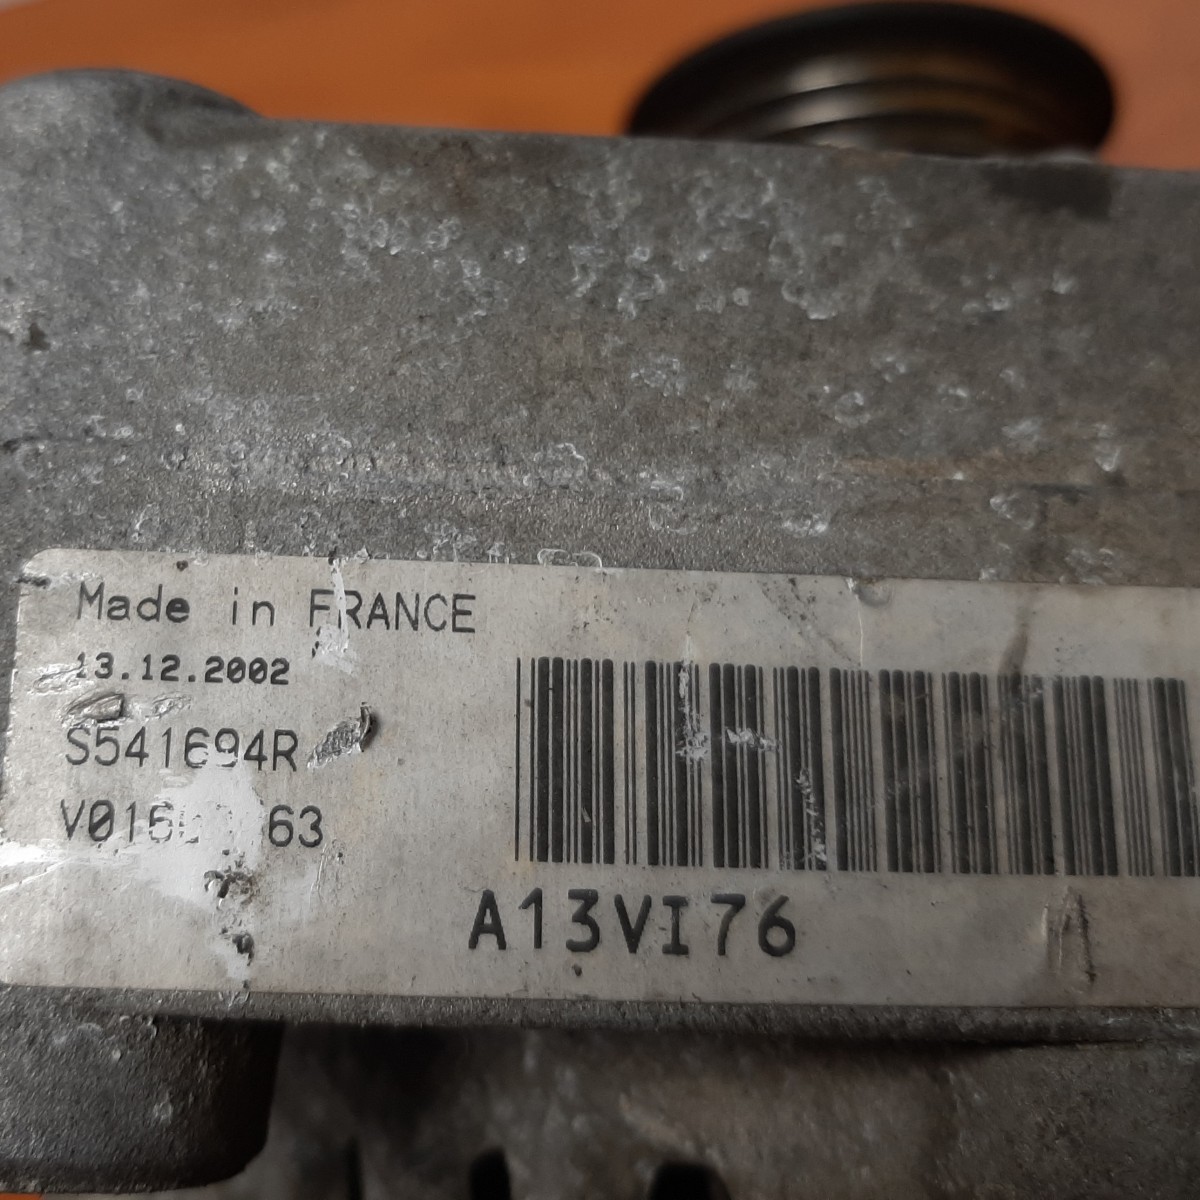 Made in FRANCE
13.12.2002
S541694R
A13VI76